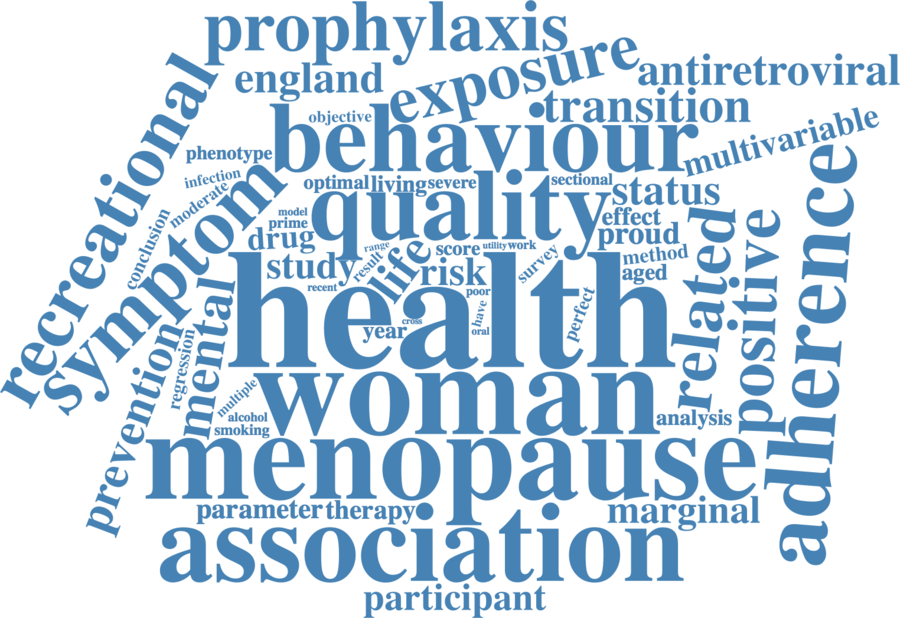 prophylaxis
england
exposure
antiretroviral
transition
objective
behaviour
multivariable
recreational
phenotype
infection
moderate
symptom
optimal
living
severe
sectional
status
quality
effect
proud
model
prime
drug
conclusion
study
range
result
life
score
utility
work
survey
method
aged
risk
recent
poor
have
oral
cross
year
perfect
health
related
positive
adherence
mental
prevention
regression
multiple
alcohol
smoking
woman
analysis
menopause
parameter
therapy
marginal
association
participant